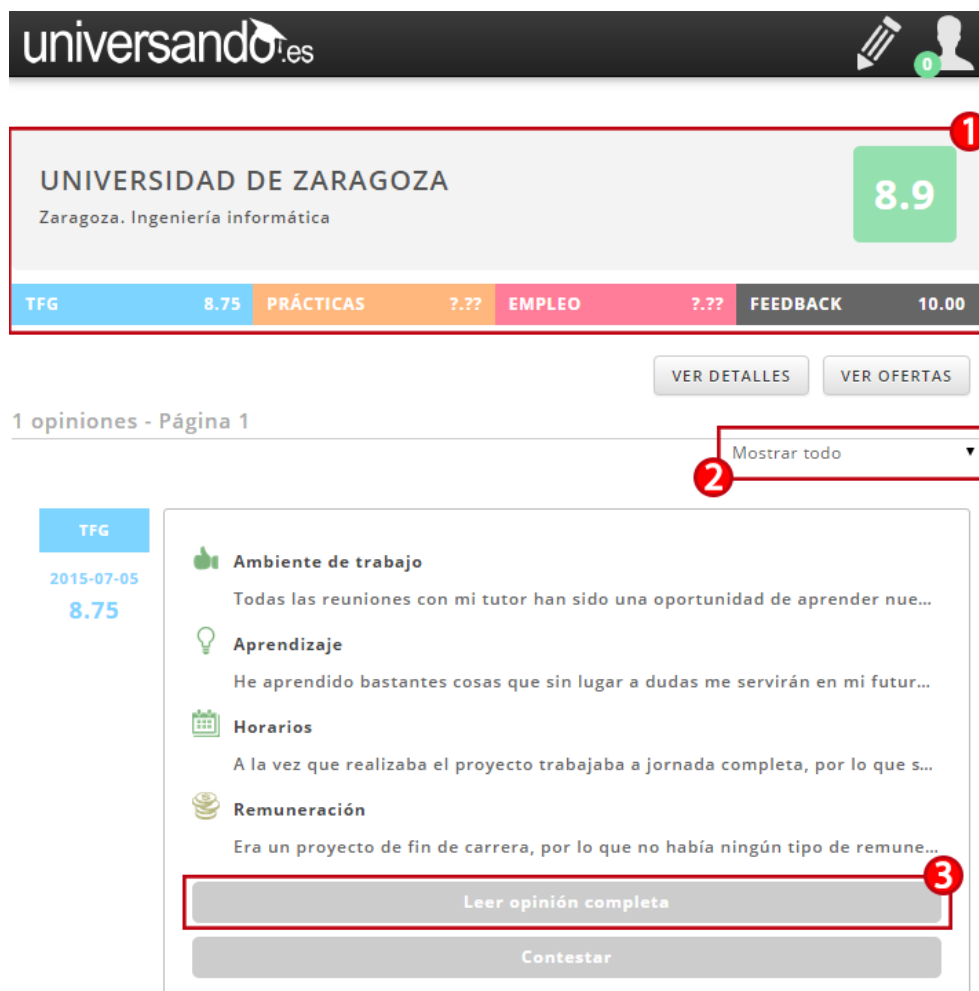 universando.es
0
1
UNIVERSIDAD DE ZARAGOZA
8.9
Zaragoza. Ingeniería informática
TFG 8.75 PRÁCTICAS ?.?? EMPLEO ?.?? FEEDBACK 10.00
VER DETALLES VER OFERTAS
1 opiniones - Página 1
Mostrar todo
2
TFG
2015-07-05
8.75
Ambiente de trabajo
Todas las reuniones con mi tutor han sido una oportunidad de aprender nue...
Aprendizaje
He aprendido bastantes cosas que sin lugar a dudas me servirán en mi futur...
Horarios
A la vez que realizaba el proyecto trabajaba a jornada completa, por lo que s...
Remuneración
Era un proyecto de fin de carrera, por lo que no había ningún tipo de remune...
3
Leer opinión completa
Contestar